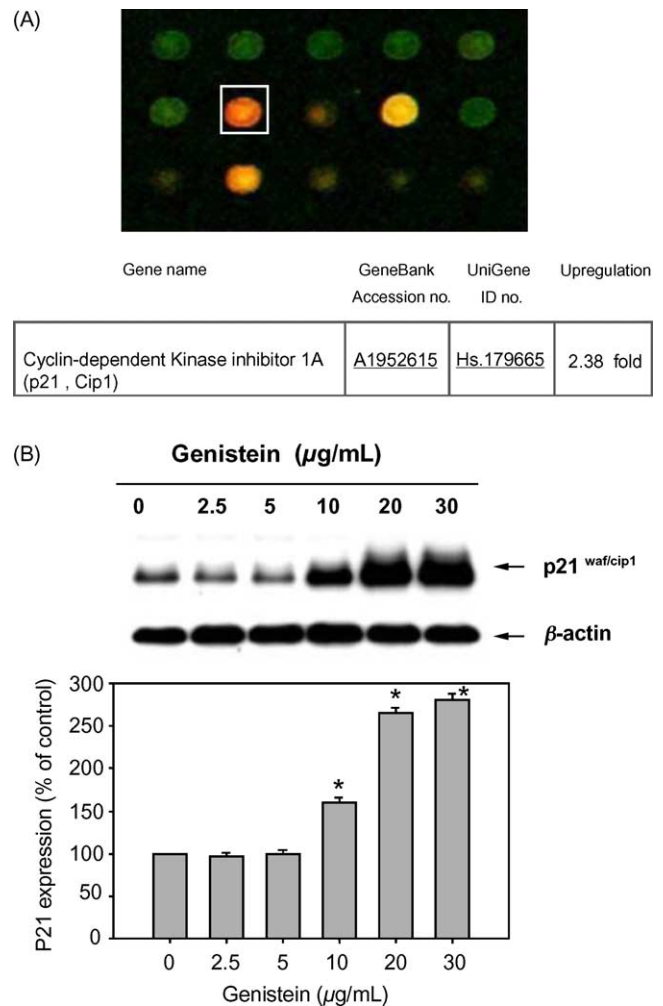 (A)
Gene name GeneBank Accession no. UniGene ID no. Upregulation
Cyclin-dependent Kinase inhibitor 1A (p21 , Cip1) A1952615 Hs.179665 2.38 fold
(B)
Genistein (µg/mL)
0 2.5 5 10 20 30
p21 waf/cip1
β-actin
P21 expression (% of control)
300
250
200
150
100
50
0
* * *
0 2.5 5 10 20 30
Genistein (µg/mL)